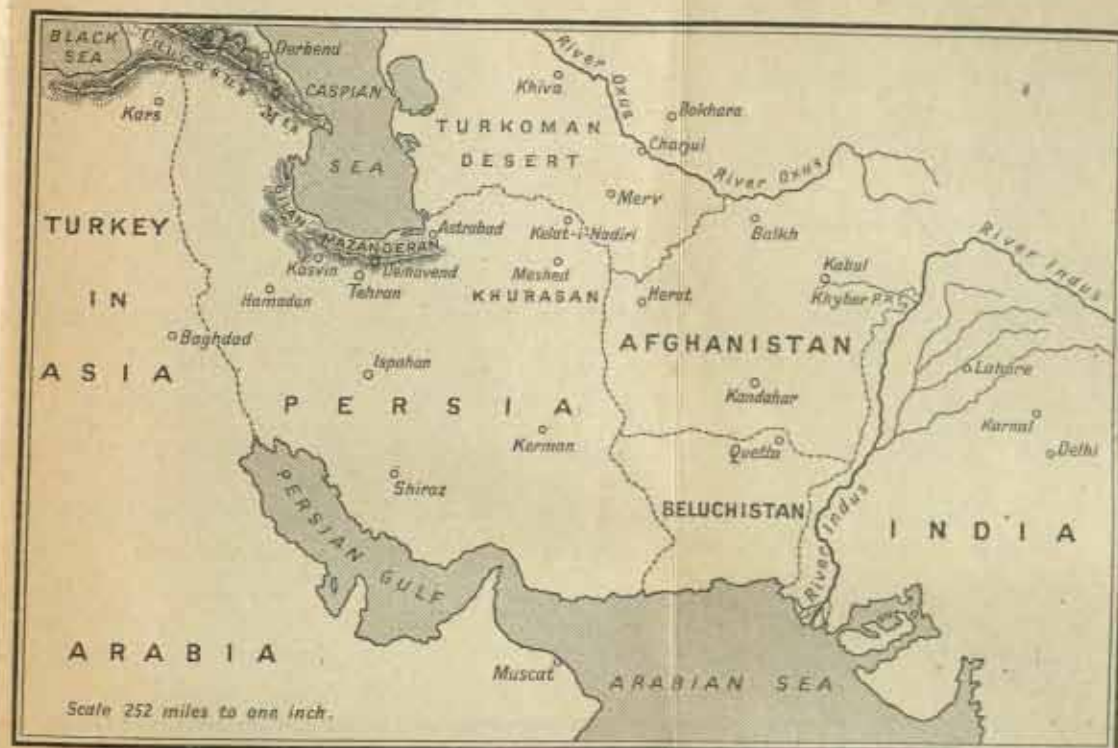 BLACK
SEA
Caucasus Mts
Derbend
CASPIAN
SEA
Khiva
River Oxus
Bokhara
Kars
TURKOMAN
DESERT
Charjui
River Oxus
Merv
TURKEY
IN
ASIA
GILAN
MAZANDERAN
Astrabad
Kelat-i-Nadiri
Balkh
River Indus
Kasvin
Demavend
Tehran
Meshed
KHURASAN
Hamadan
Herat
Kabul
Khyber
Baghdad
AFGHANISTAN
Ispahan
Lahore
PERSIA
Kandahar
Kerman
Karnal
Quetta
Delhi
Shiraz
PERSIAN GULF
BELUCHISTAN
River Indus
INDIA
ARABIA
Muscat
ARABIAN SEA
Scale 252 miles to one inch.